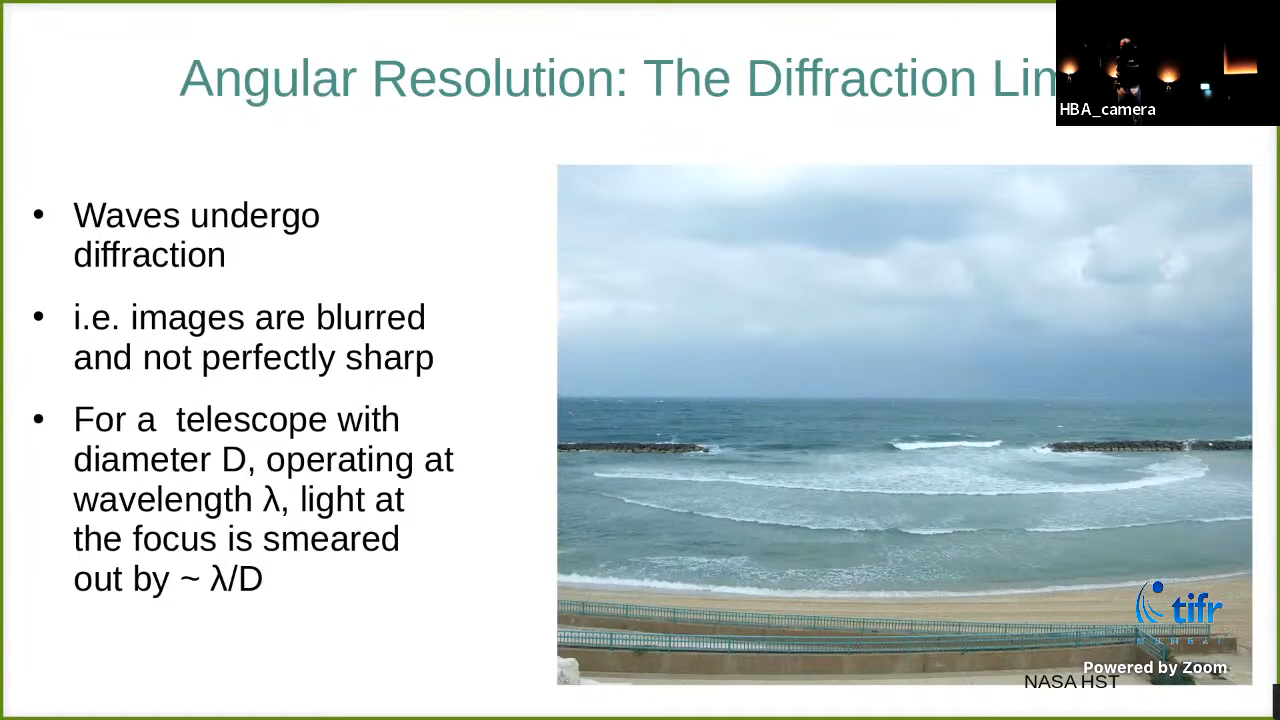 Angular Resolution: The Diffraction Lim
HBA_camera
• Waves undergo
diffraction
• i.e. images are blurred
and not perfectly sharp
• For a  telescope with
diameter D, operating at
wavelength λ, light at
the focus is smeared
out by ~ λ/D
tifr
MUMBAI
Powered by Zoom
NASA HST